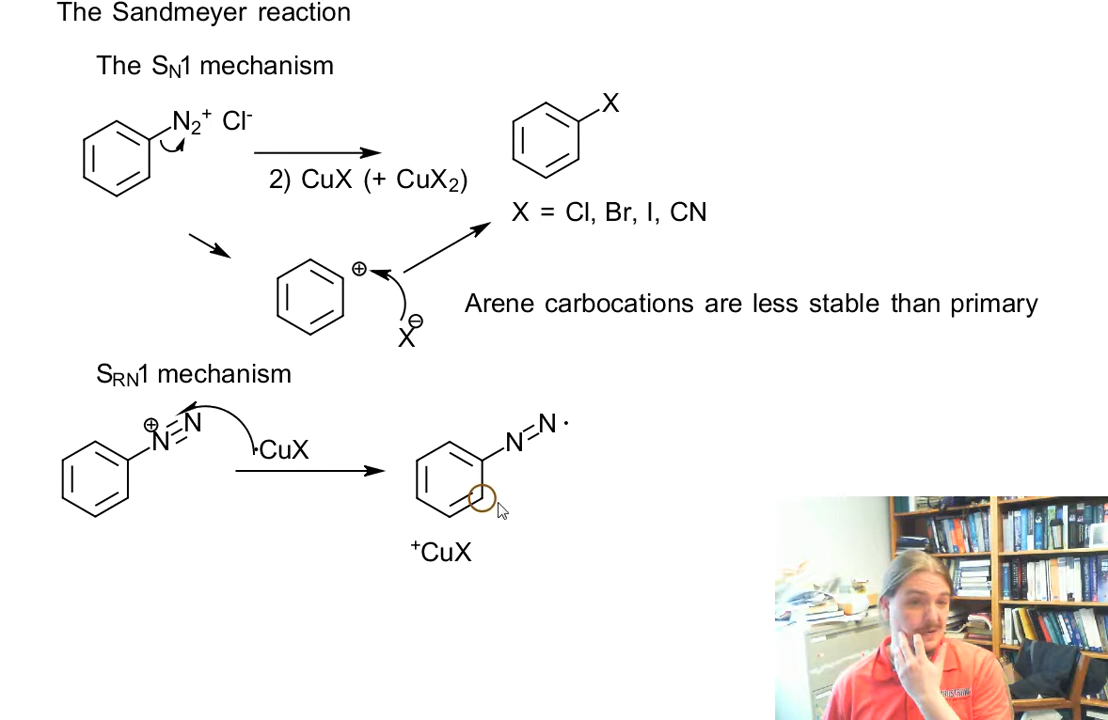 The Sandmeyer reaction
The SN1 mechanism
N2+ Cl-
X
2) CuX (+ CuX2)
X = Cl, Br, I, CN
⊕
Arene carbocations are less stable than primary
⊖
X
SRN1 mechanism
⊕
N≡N
·CuX
N=N·
+CuX